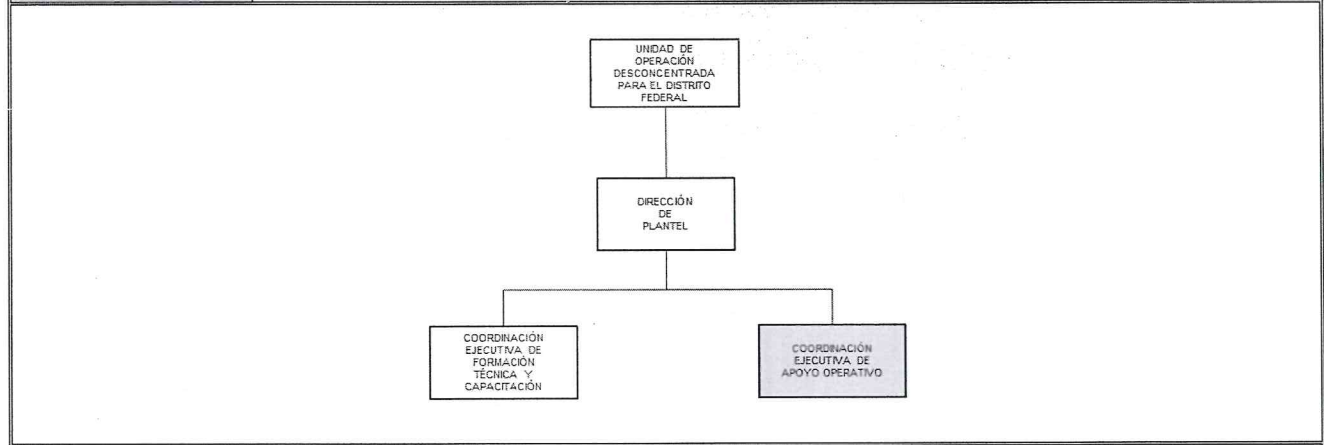 UNIDAD DE
OPERACIÓN
DESCONCENTRADA
PARA EL DISTRITO
FEDERAL
DIRECCIÓN
DE
PLANTEL
COORDINACIÓN
EJECUTIVA DE
FORMACIÓN
TÉCNICA Y
CAPACITACIÓN
COORDINACIÓN
EJECUTIVA DE
APOYO OPERATIVO